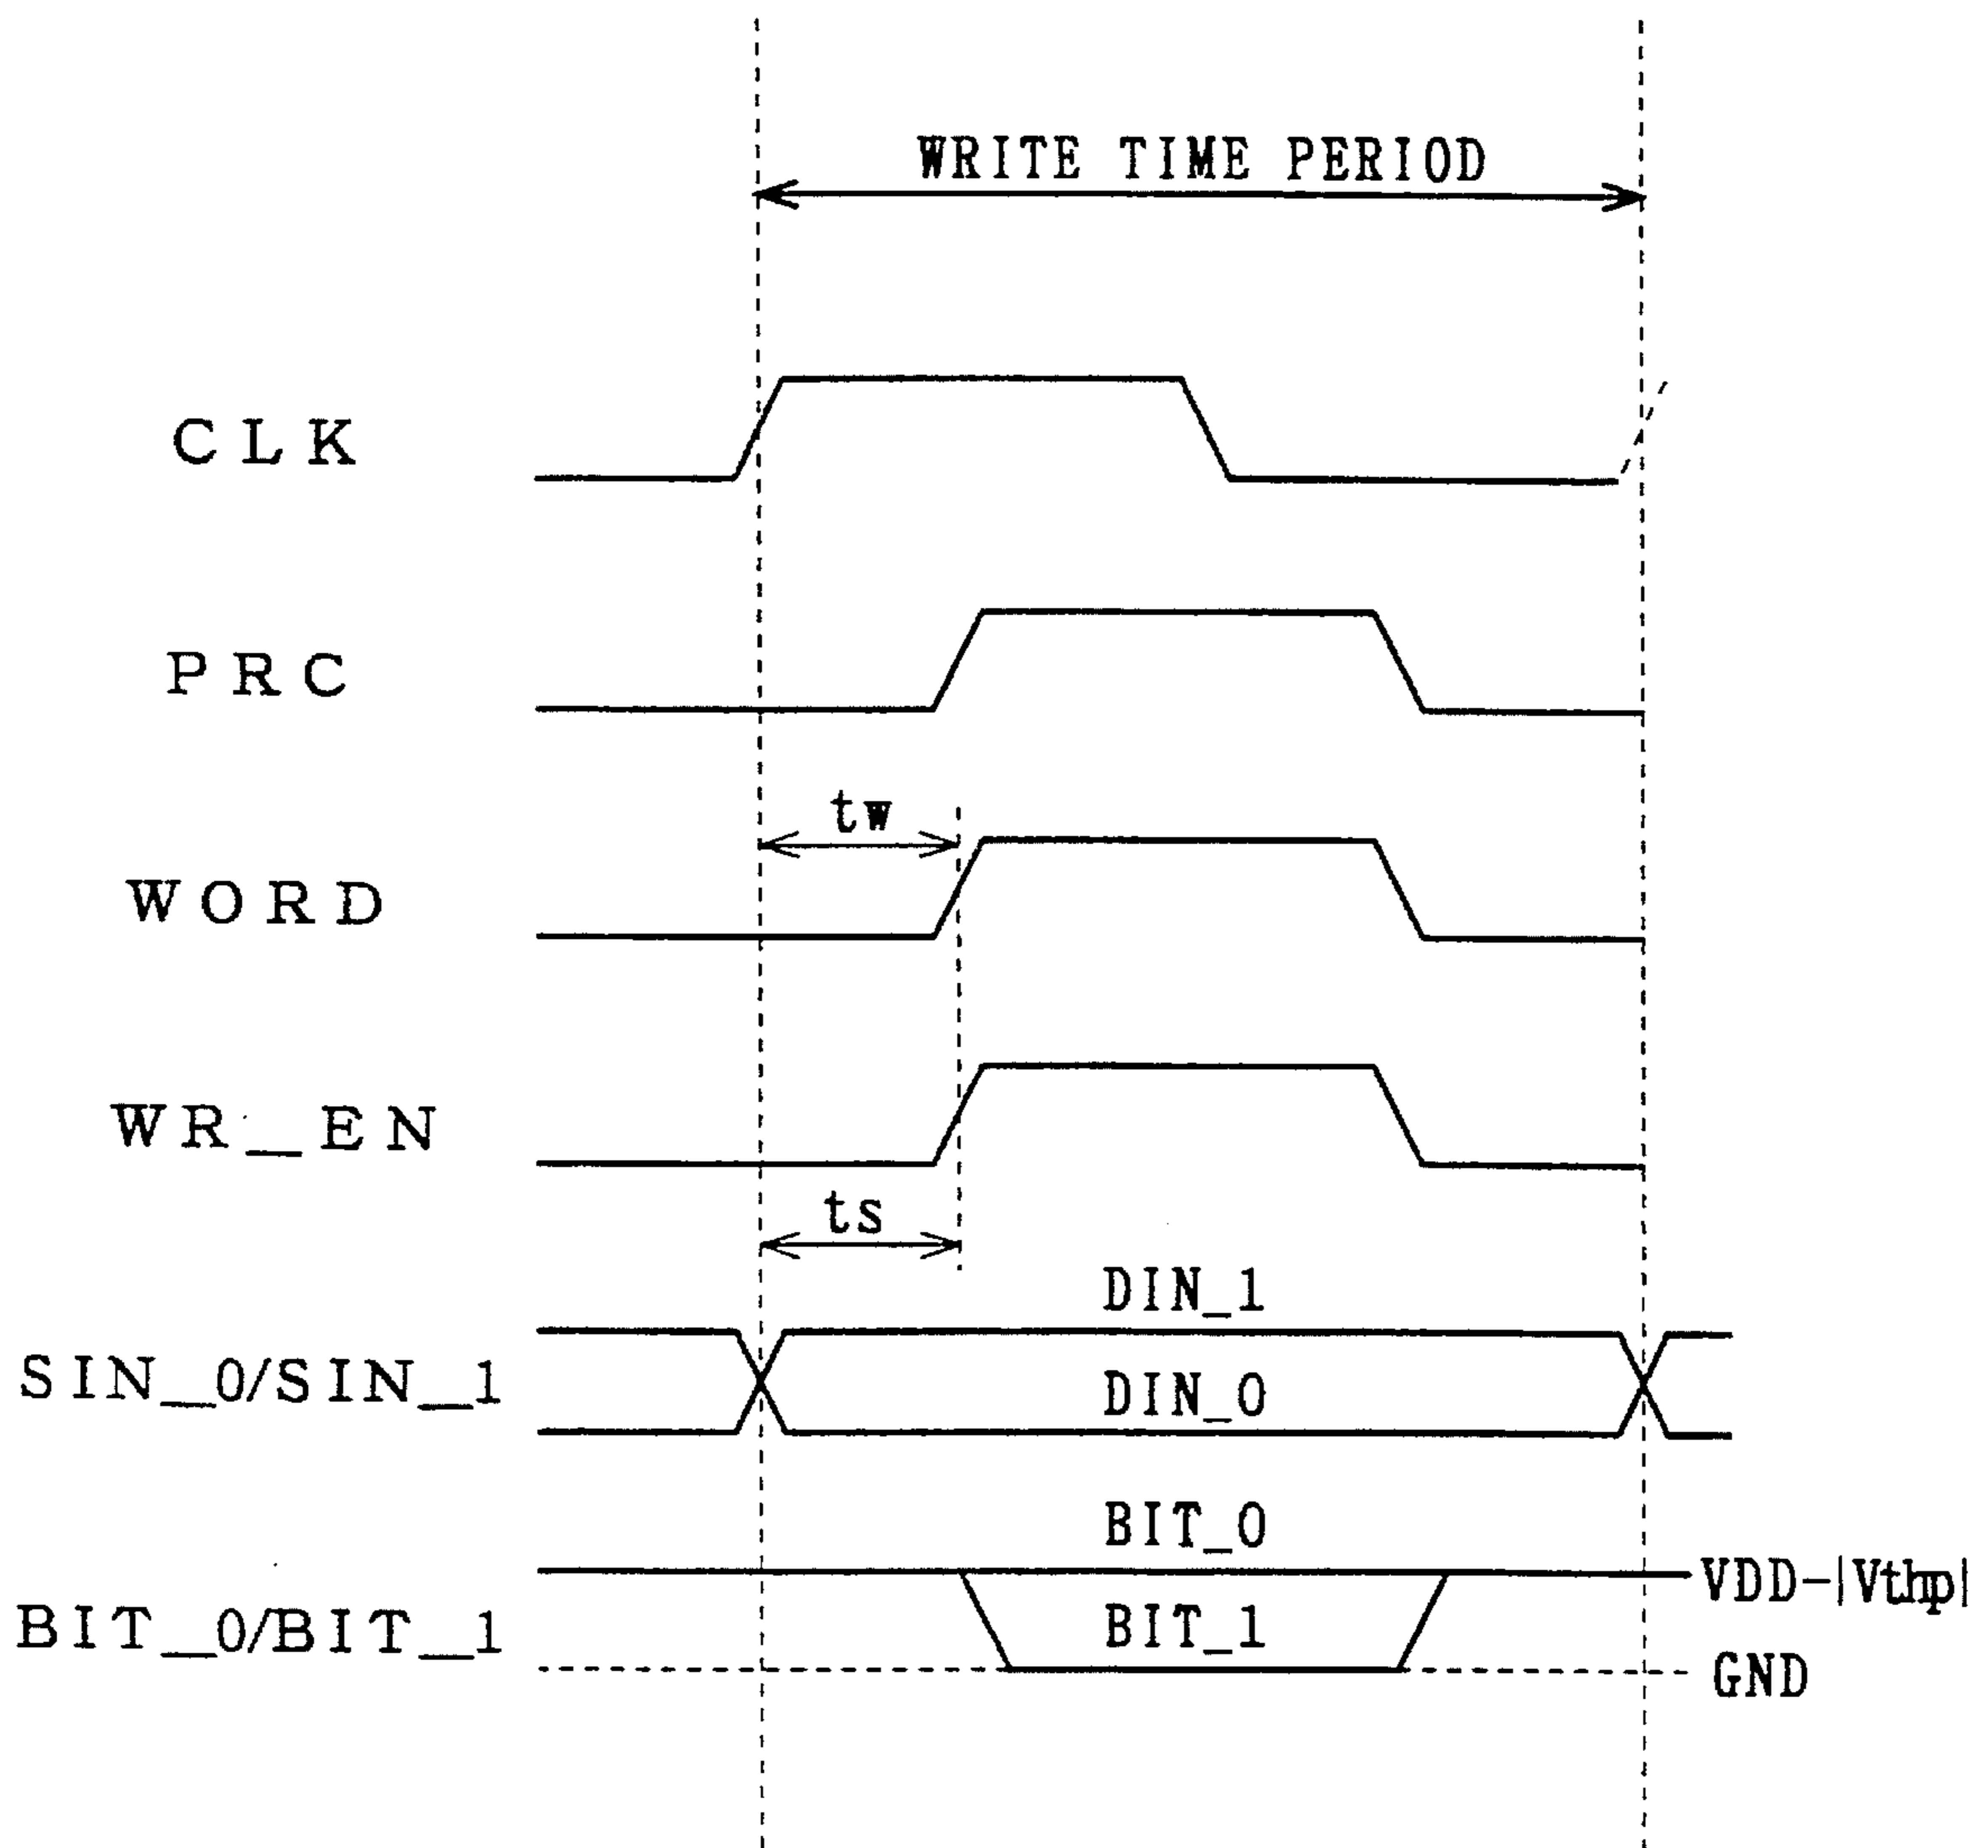 WRITE TIME PERIOD
CLK
PRC
tw
WORD
WR_EN
ts
DIN_1
SIN_0/SIN_1
DIN_0
BIT_0
VDD-|Vthp|
BIT_0/BIT_1
BIT_1
GND